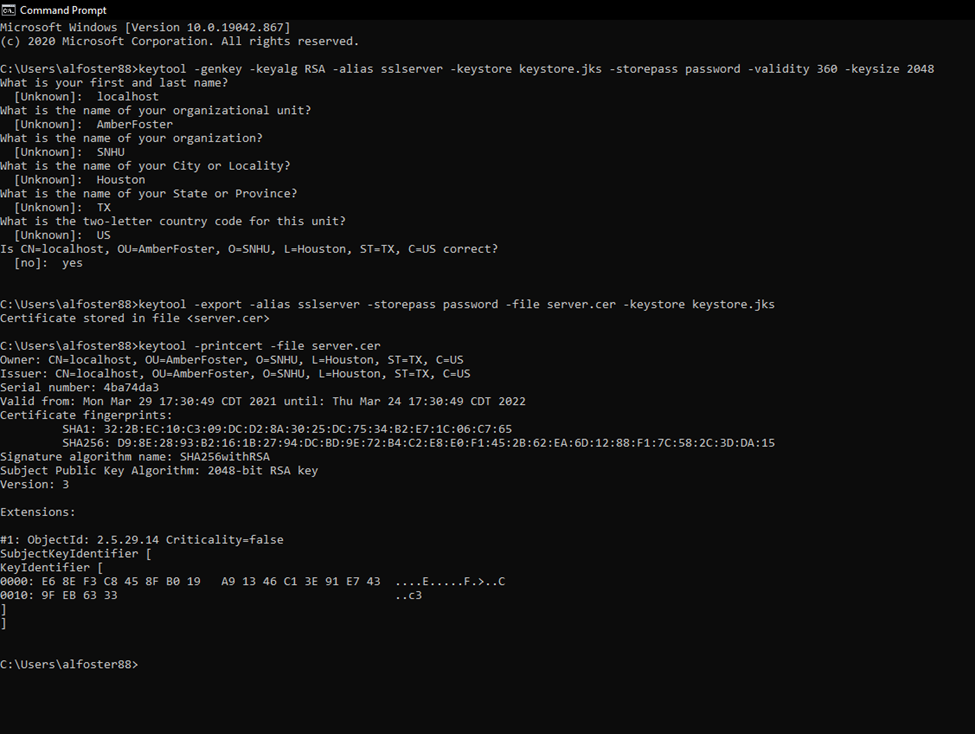 Command Prompt
Microsoft Windows [Version 10.0.19042.867]
(c) 2020 Microsoft Corporation. All rights reserved.
C:\Users\alfoster88>keytool -genkey -keyalg RSA -alias sslserver -keystore keystore.jks -storepass password -validity 360 -keysize 2048
What is your first and last name?
  [Unknown]:  localhost
What is the name of your organizational unit?
  [Unknown]:  AmberFoster
What is the name of your organization?
  [Unknown]:  SNHU
What is the name of your City or Locality?
  [Unknown]:  Houston
What is the name of your State or Province?
  [Unknown]:  TX
What is the two-letter country code for this unit?
  [Unknown]:  US
Is CN=localhost, OU=AmberFoster, O=SNHU, L=Houston, ST=TX, C=US correct?
  [no]:  yes
C:\Users\alfoster88>keytool -export -alias sslserver -storepass password -file server.cer -keystore keystore.jks
Certificate stored in file <server.cer>
C:\Users\alfoster88>keytool -printcert -file server.cer
Owner: CN=localhost, OU=AmberFoster, O=SNHU, L=Houston, ST=TX, C=US
Issuer: CN=localhost, OU=AmberFoster, O=SNHU, L=Houston, ST=TX, C=US
Serial number: 4ba74da3
Valid from: Mon Mar 29 17:30:49 CDT 2021 until: Thu Mar 24 17:30:49 CDT 2022
Certificate fingerprints:
         SHA1: 32:2B:EC:10:C3:09:DC:D2:8A:30:25:DC:75:34:B2:E7:1C:06:C7:65
         SHA256: D9:8E:28:93:B2:16:1B:27:94:DC:BD:9E:72:B4:C2:E8:E0:F1:45:2B:62:EA:6D:12:88:F1:7C:58:2C:3D:DA:15
Signature algorithm name: SHA256withRSA
Subject Public Key Algorithm: 2048-bit RSA key
Version: 3
Extensions:
#1: ObjectId: 2.5.29.14 Criticality=false
SubjectKeyIdentifier [
KeyIdentifier [
0000: E6 8E F3 C8 45 8F B0 19   A9 13 46 C1 3E 91 E7 43  ....E.....F.>..C
0010: 9F EB 63 33                                        ..c3
]
]
C:\Users\alfoster88>